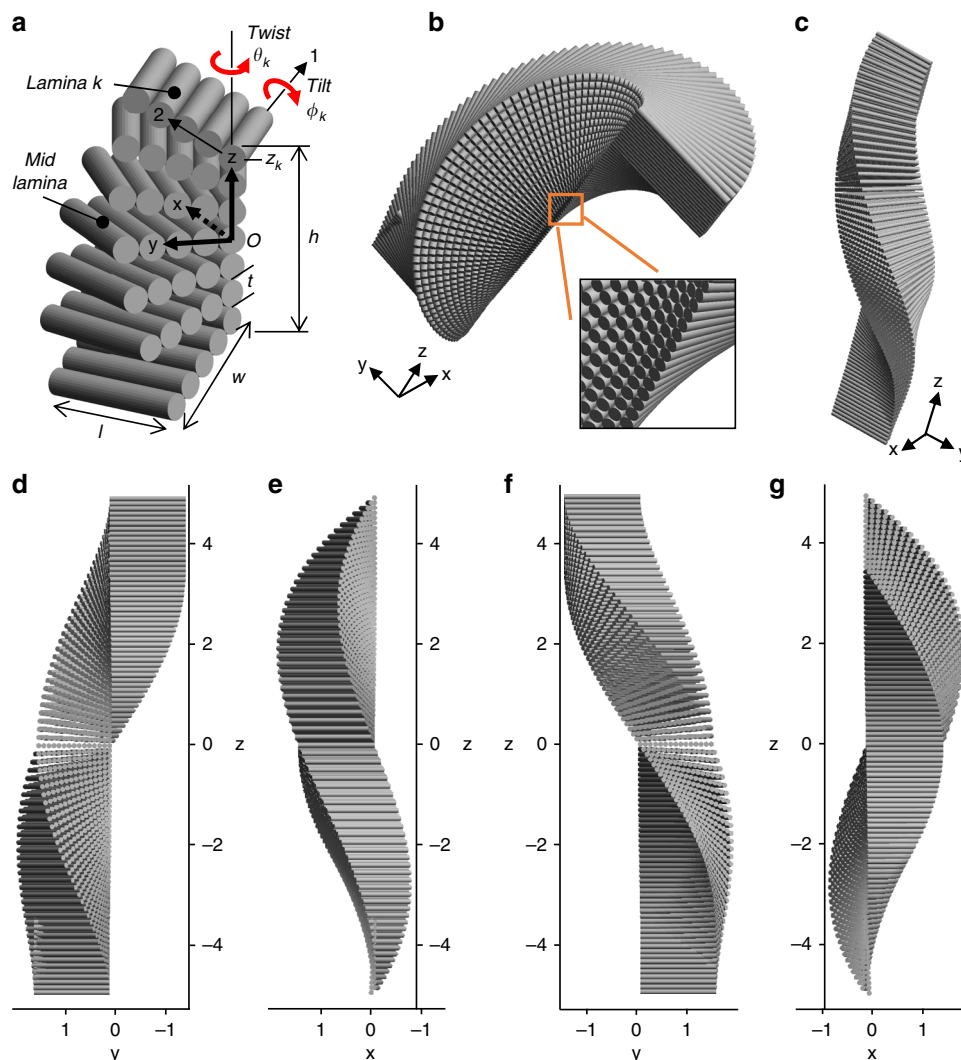 a
Twist
θk
1
Tilt
ϕk
Lamina k
2
z
zk
Mid
lamina
x
y
O
h
t
w
l
b
y
z
x
c
z
x
y
d
4
2
0
z
−2
−4
1
0
−1
y
e
4
2
0
z
−2
−4
1
0
−1
x
f
4
2
z
0
−2
−4
−1
0
1
y
g
4
2
z
0
−2
−4
−1
0
1
x